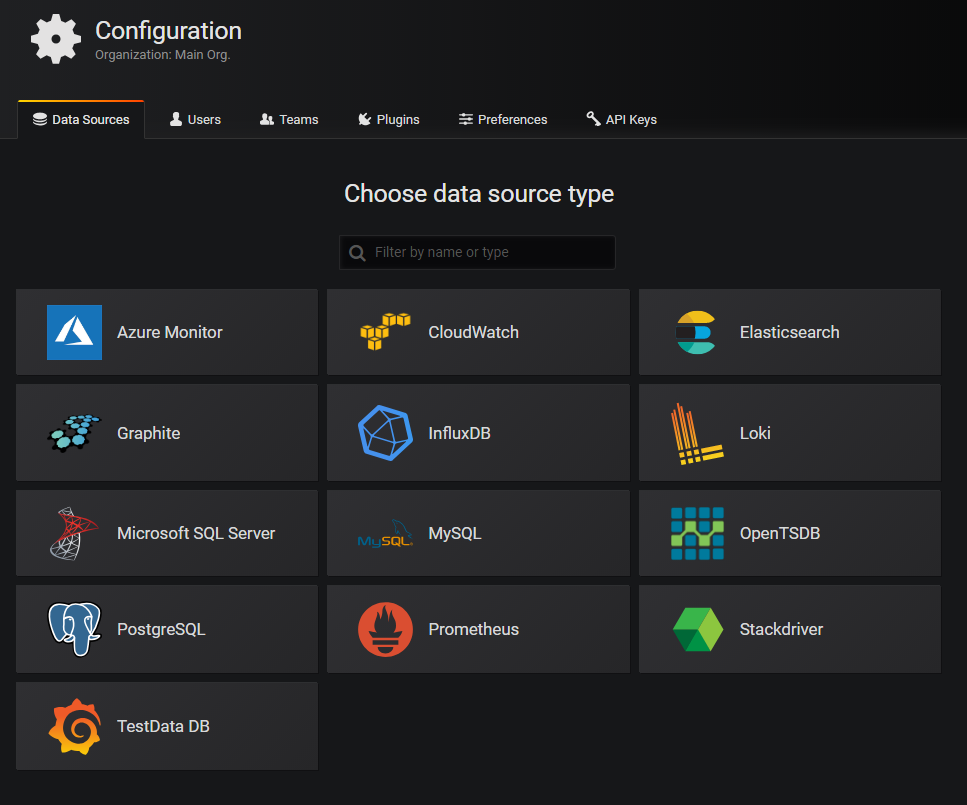 Configuration
Organization: Main Org.
Data Sources Users Teams Plugins Preferences API Keys
Choose data source type
Filter by name or type
Azure Monitor CloudWatch Elasticsearch
Graphite InfluxDB Loki
Microsoft SQL Server MySQL MySQL OpenTSDB
PostgreSQL Prometheus Stackdriver
TestData DB